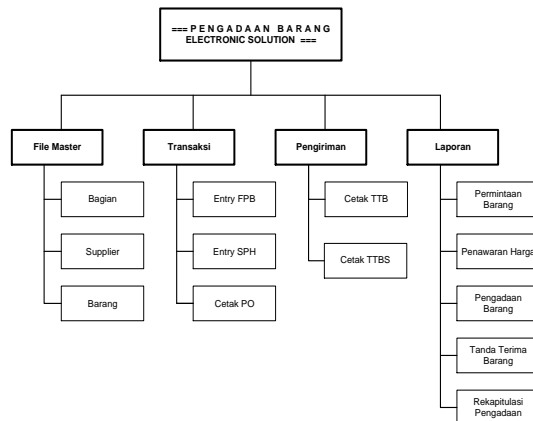 === P E N G A D A A N  B A R A N G
ELECTRONIC SOLUTION ===
File Master
Transaksi
Pengiriman
Laporan
Bagian
Supplier
Barang
Entry FPB
Entry SPH
Cetak PO
Cetak TTB
Cetak TTBS
Permintaan
Barang
Penawaran Harga
Pengadaan
Barang
Tanda Terima
Barang
Rekapitulasi
Pengadaan